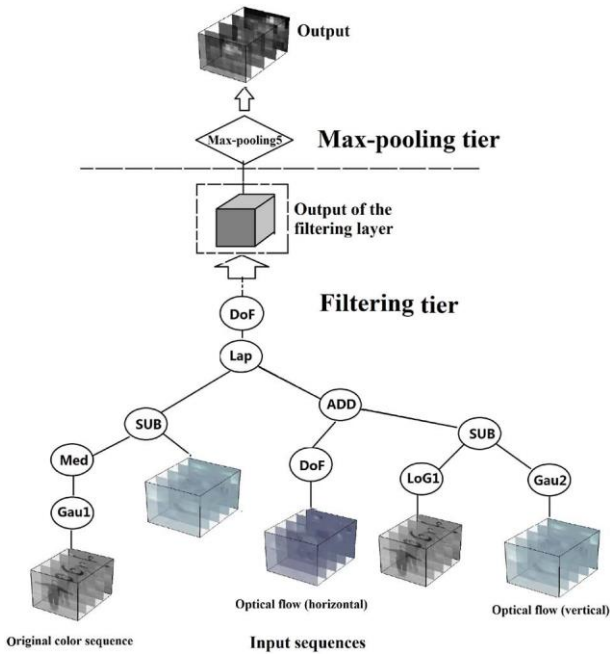 Output
Max-pooling5
Max-pooling tier
Output of the
filtering layer
Filtering tier
DoF
Lap
ADD
SUB
SUB
Med
DoF
LoG1
Gau2
Gau1
Optical flow (horizontal)
Optical flow (vertical)
Original color sequence
Input sequences